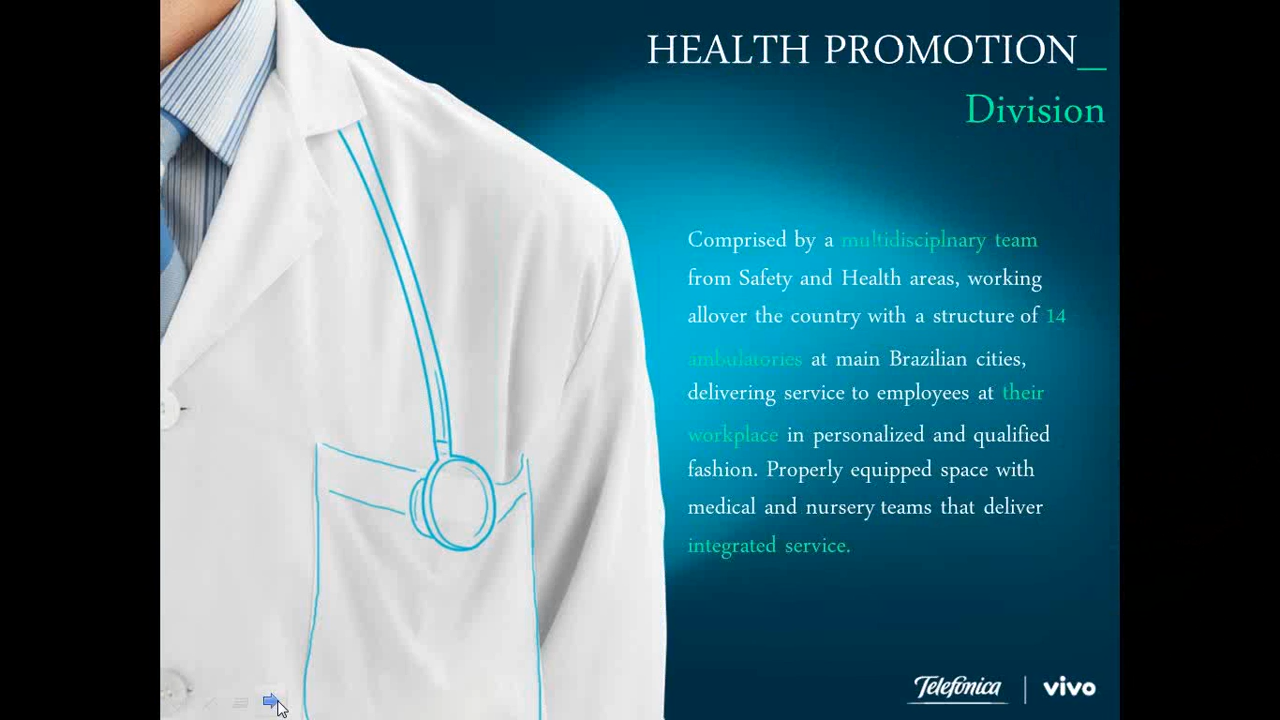 HEALTH PROMOTION_
Division
Comprised by a multidisciplnary team
from Safety and Health areas, working
allover the country with a structure of 14
ambulatories at main Brazilian cities,
delivering service to employees at their
workplace in personalized and qualified
fashion. Properly equipped space with
medical and nursery teams that deliver
integrated service.
Telefónica | vivo